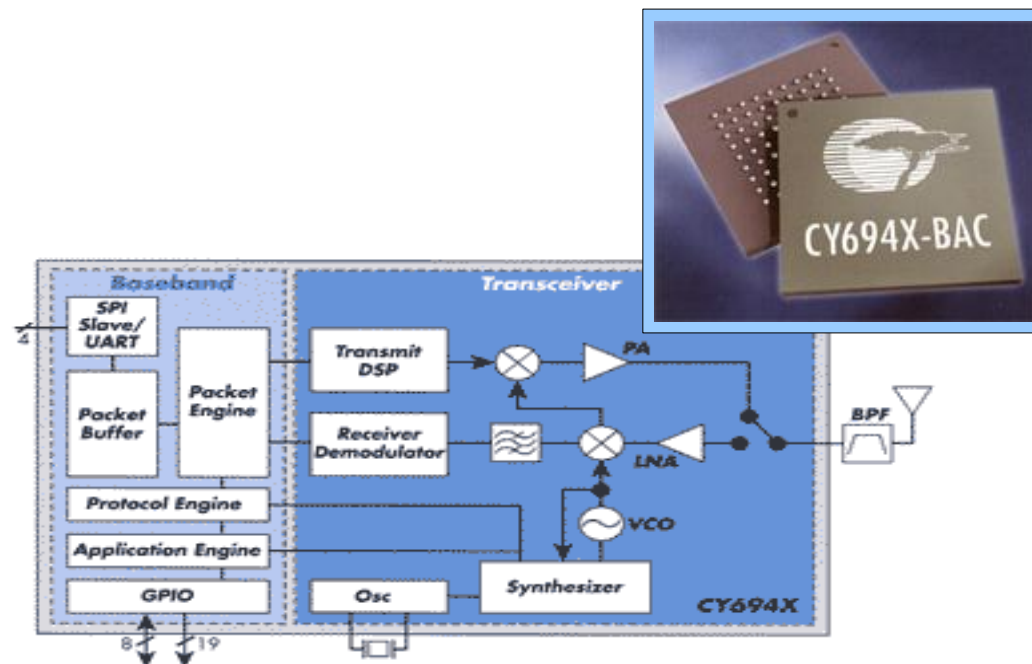 CY694X-BAC
Baseband
Transceiver
SPI
Slave/
UART
4
Packet
Buffer
Packet
Engine
Transmit
DSP
PA
Receiver
Demodulator
LNA
BPF
Protocol Engine
VCO
Application Engine
Synthesizer
GPIO
Osc
CY694X
8
19